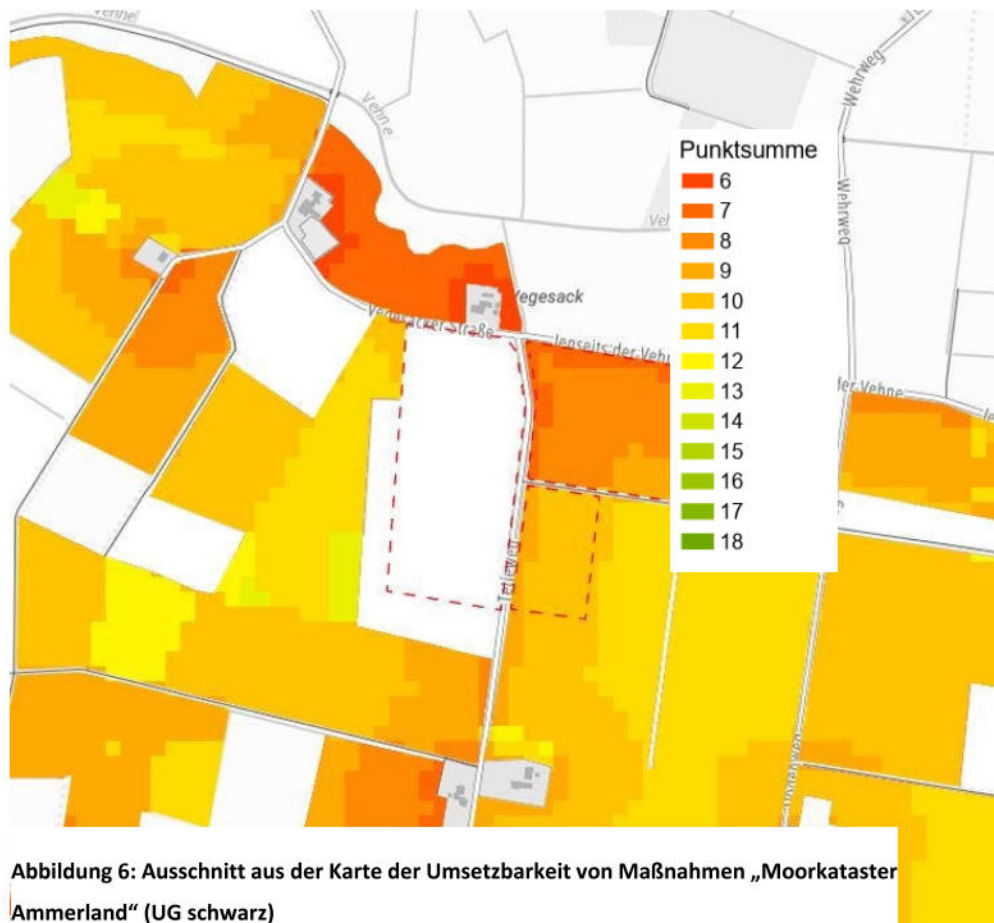 Vehne
Wehrweg
Vehne
Wehrweg
Punktsumme
6
7
8
9
10
11
12
13
14
15
16
17
18
Vegesack
Vegesacker Straße
Jenseits der Vehn
der Vehne
Abbildung 6: Ausschnitt aus der Karte der Umsetzbarkeit von Maßnahmen „Moorkataster
Ammerland“ (UG schwarz)